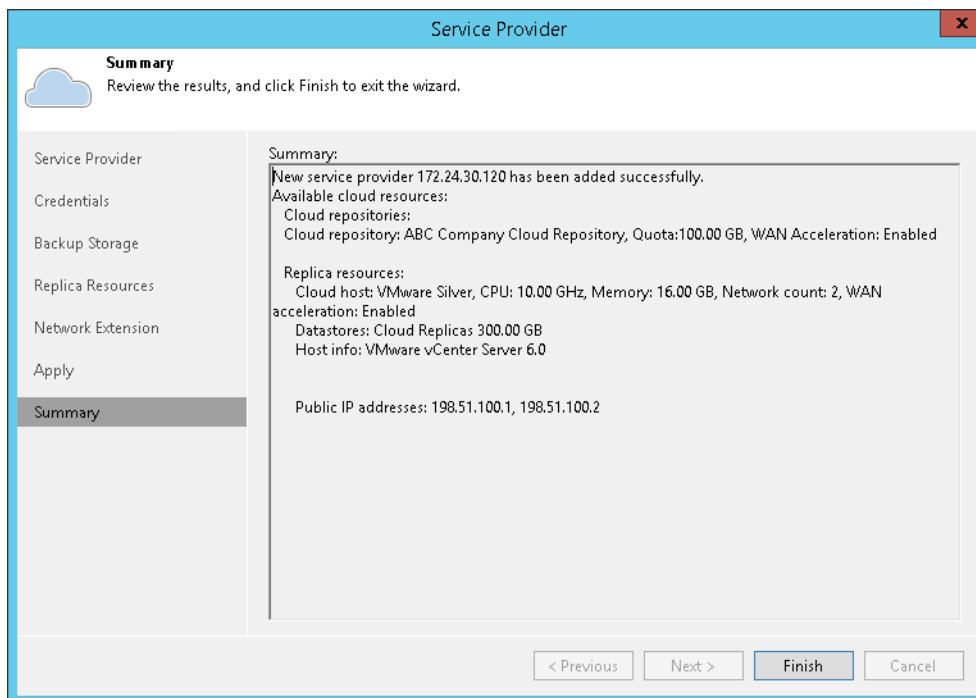 Service Provider
x
Summary
Review the results, and click Finish to exit the wizard.
Service Provider
Credentials
Backup Storage
Replica Resources
Network Extension
Apply
Summary
Summary:
New service provider 172.24.30.120 has been added successfully.
Available cloud resources:
Cloud repositories:
Cloud repository: ABC Company Cloud Repository, Quota:100.00 GB, WAN Acceleration: Enabled
Replica resources:
Cloud host: VMware Silver, CPU: 10.00 GHz, Memory: 16.00 GB, Network count: 2, WAN
acceleration: Enabled
Datastores: Cloud Replicas 300.00 GB
Host info: VMware vCenter Server 6.0
Public IP addresses: 198.51.100.1, 198.51.100.2
< Previous
Next >
Finish
Cancel